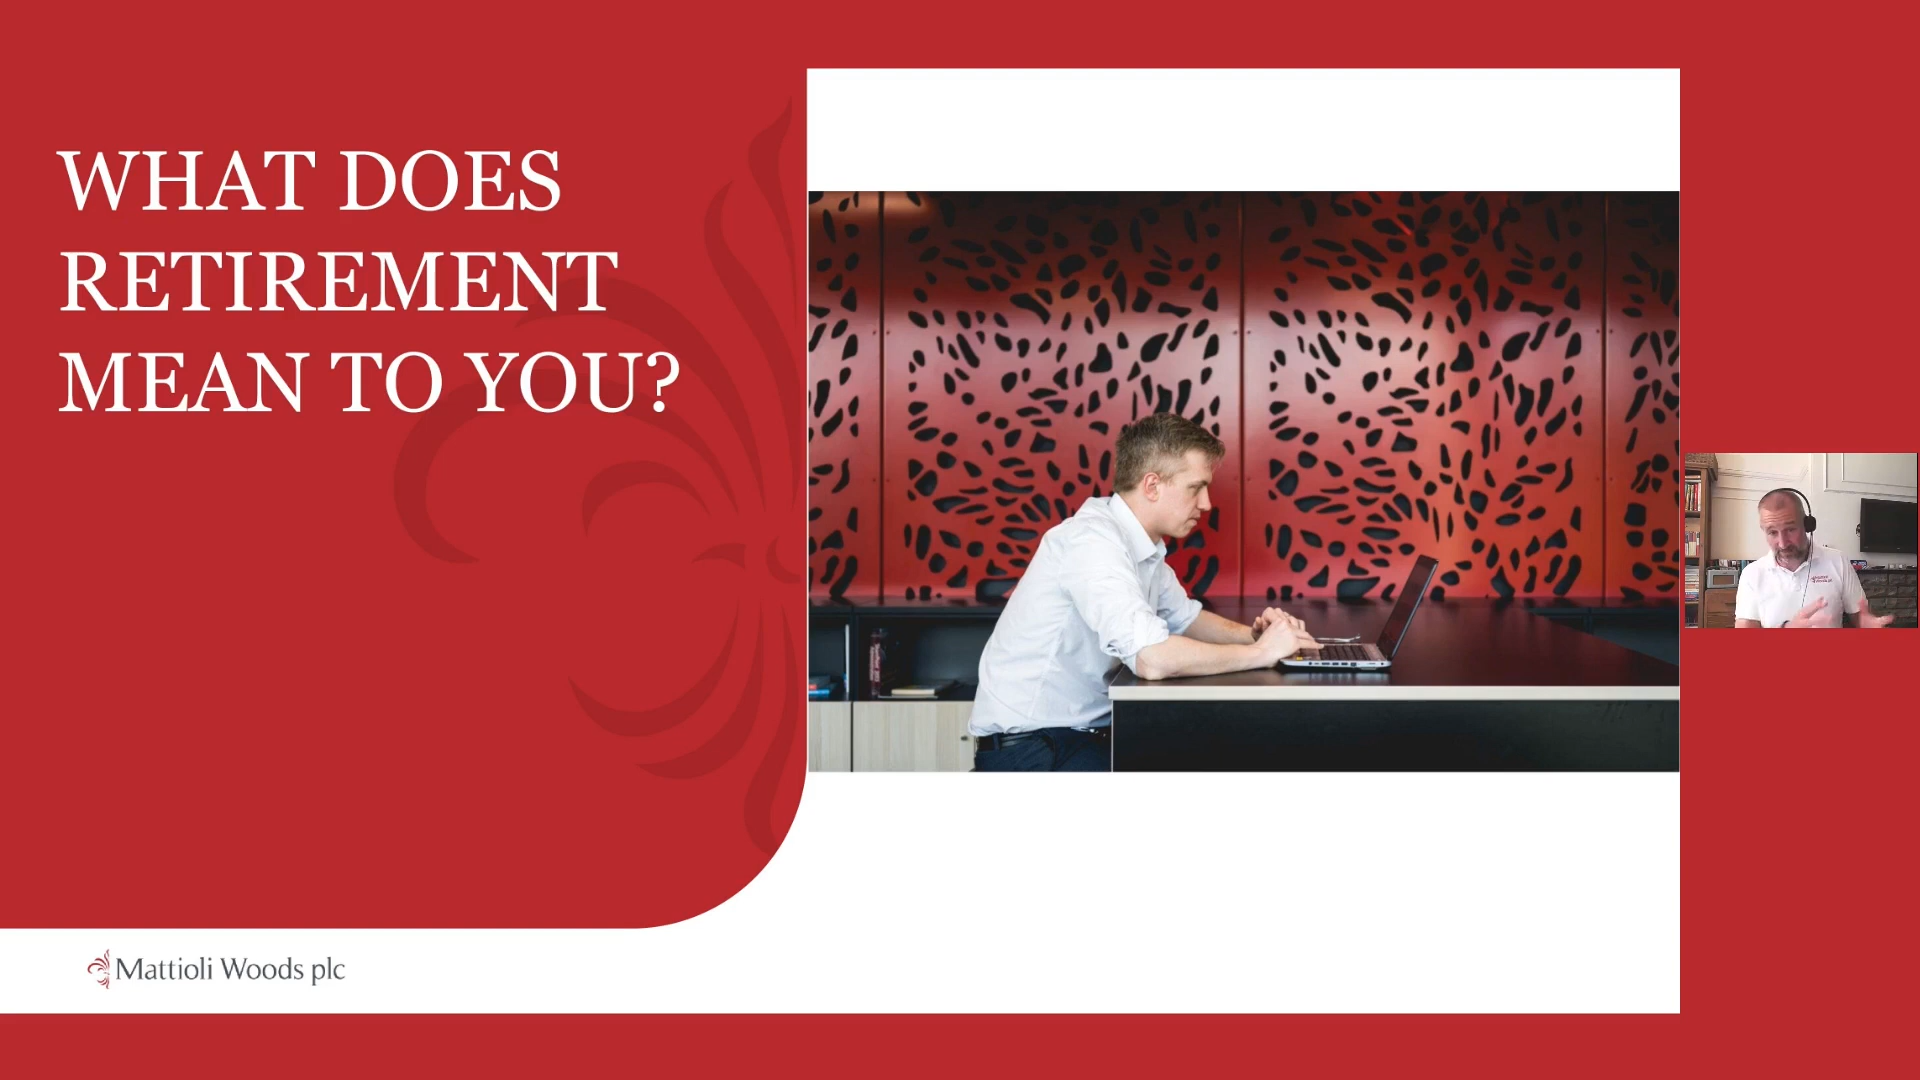 WHAT DOES
RETIREMENT
MEAN TO YOU?
Mattioli Woods plc